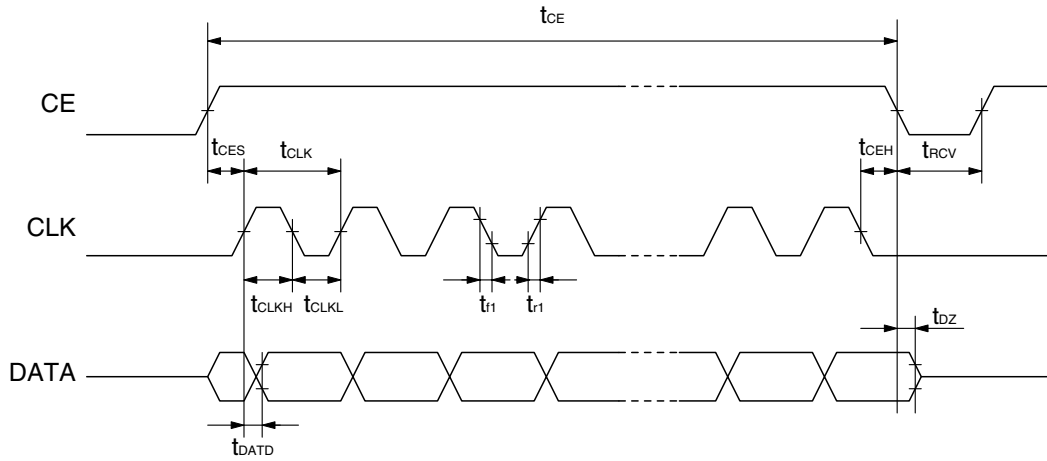 tCE
CE
tCES
tCLK
tCEH
tRCV
CLK
tCLKH
tCLKL
tf1
tr1
tDZ
DATA
tDATD